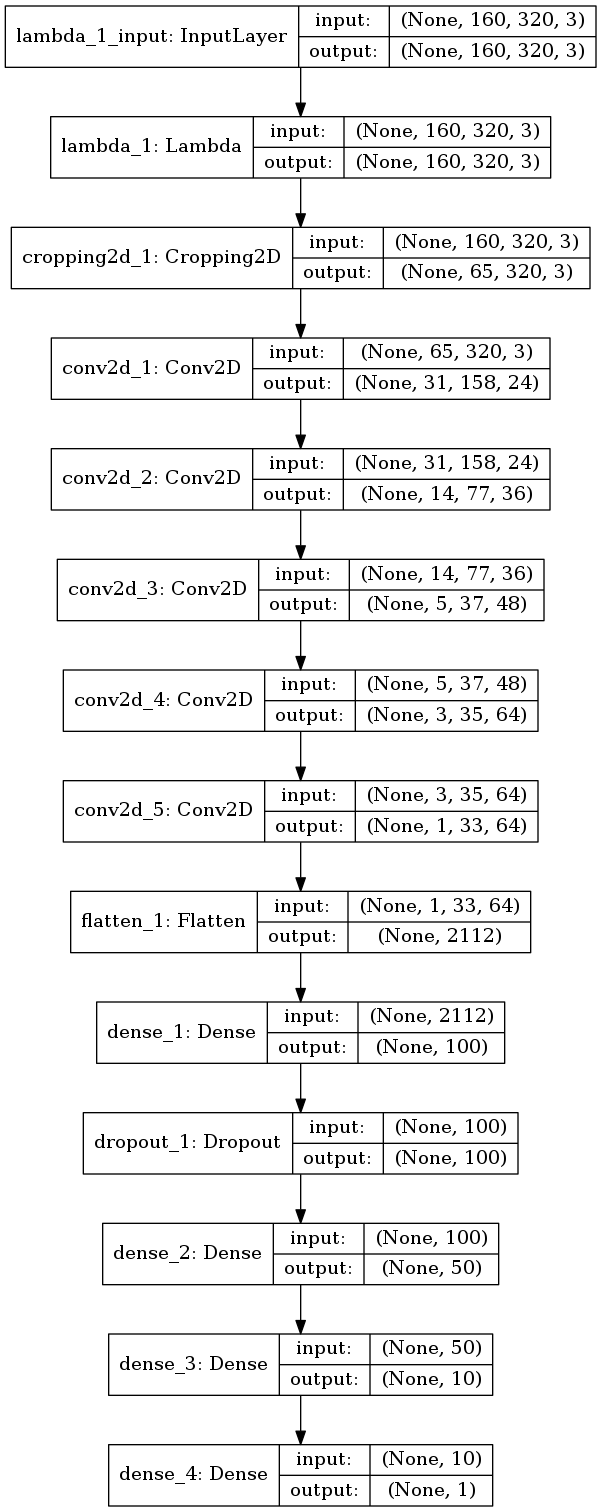 lambda_1_input: InputLayer
input: (None, 160, 320, 3)
output: (None, 160, 320, 3)
lambda_1: Lambda
input: (None, 160, 320, 3)
output: (None, 160, 320, 3)
cropping2d_1: Cropping2D
input: (None, 160, 320, 3)
output: (None, 65, 320, 3)
conv2d_1: Conv2D
input: (None, 65, 320, 3)
output: (None, 31, 158, 24)
conv2d_2: Conv2D
input: (None, 31, 158, 24)
output: (None, 14, 77, 36)
conv2d_3: Conv2D
input: (None, 14, 77, 36)
output: (None, 5, 37, 48)
conv2d_4: Conv2D
input: (None, 5, 37, 48)
output: (None, 3, 35, 64)
conv2d_5: Conv2D
input: (None, 3, 35, 64)
output: (None, 1, 33, 64)
flatten_1: Flatten
input: (None, 1, 33, 64)
output: (None, 2112)
dense_1: Dense
input: (None, 2112)
output: (None, 100)
dropout_1: Dropout
input: (None, 100)
output: (None, 100)
dense_2: Dense
input: (None, 100)
output: (None, 50)
dense_3: Dense
input: (None, 50)
output: (None, 10)
dense_4: Dense
input: (None, 10)
output: (None, 1)